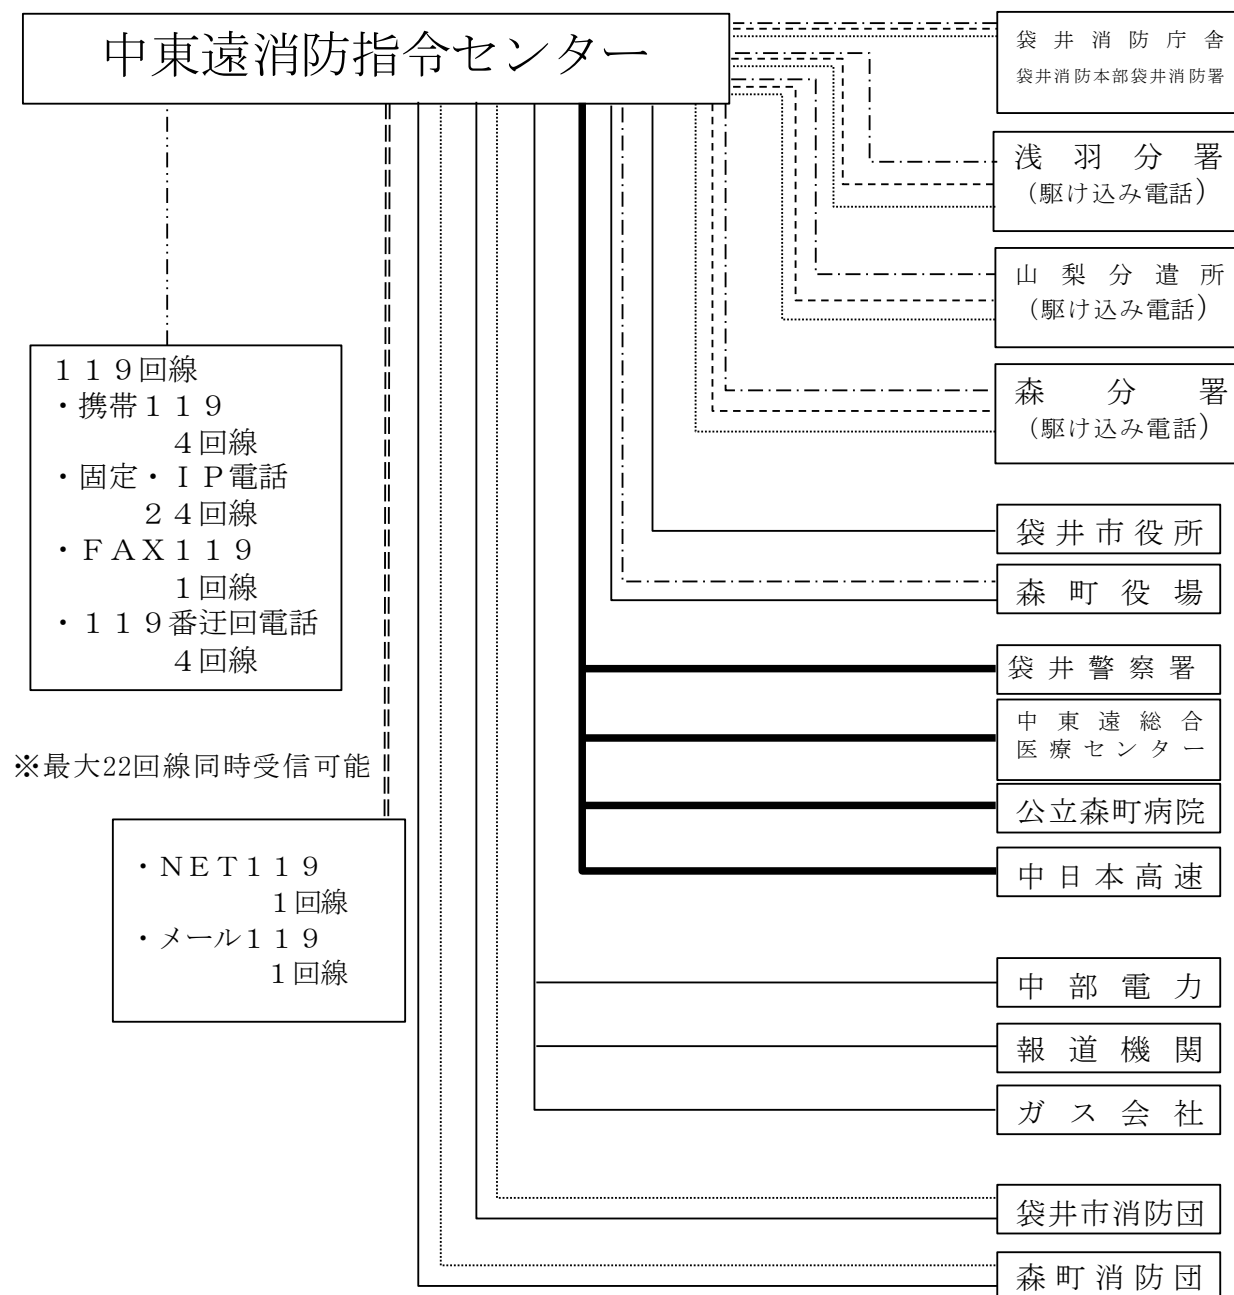 中東遠消防指令センター
袋井消防庁舎
袋井消防本部袋井消防署
浅羽分署
(駆け込み電話)
山梨分遣所
(駆け込み電話)
森分署
(駆け込み電話)
119回線
・携帯119
4回線
・固定・IP電話
24回線
・FAX119
1回線
・119番迂回電話
4回線
※最大22回線同時受信可能
・NET119
1回線
・メール119
1回線
袋井市役所
森町役場
袋井警察署
中東遠総合
医療センター
公立森町病院
中日本高速
中部電力
報道機関
ガス会社
袋井市消防団
森町消防団